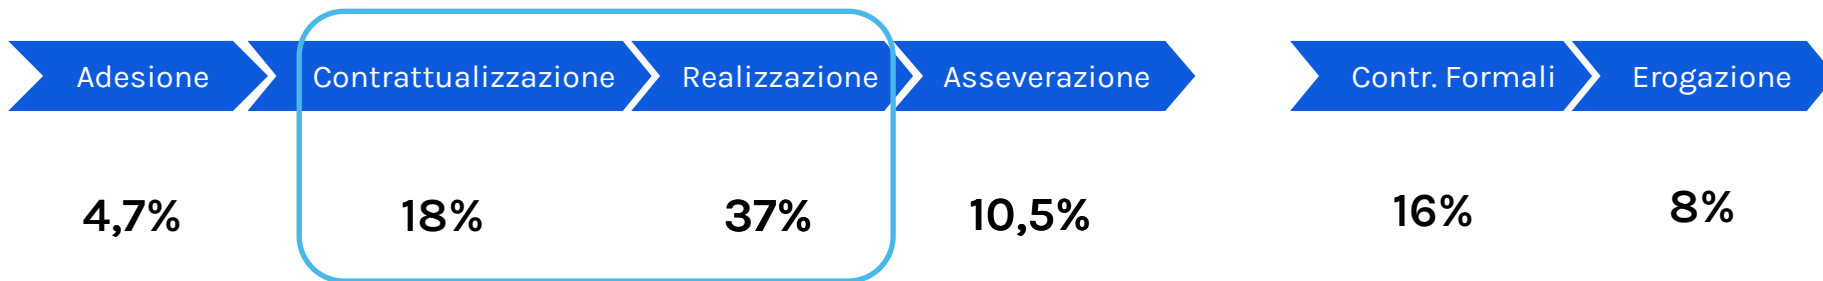 Adesione Contrattualizzazione Realizzazione Asseverazione Contr. Formali Erogazione
4,7% 18% 37% 10,5% 16% 8%